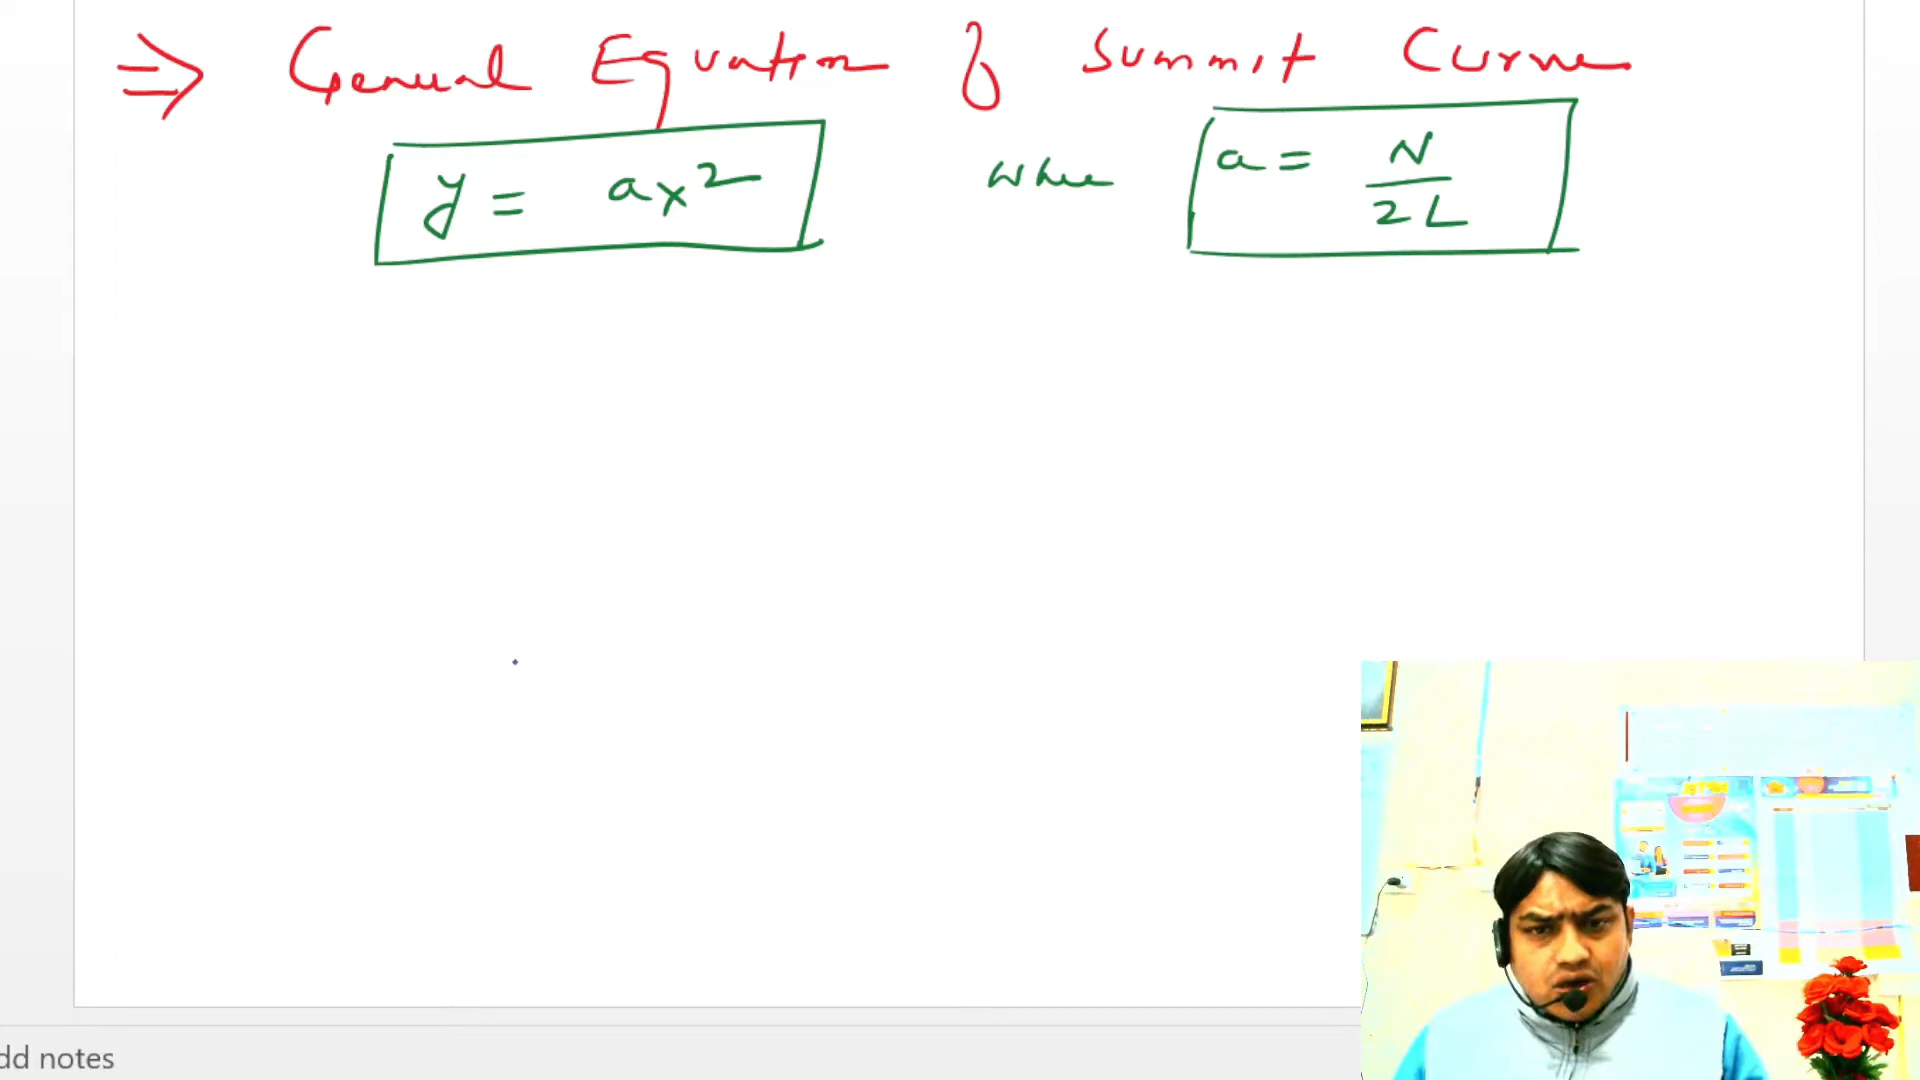 ⇒ General Equation of Summit Curve
y = ax² where a = N/2L
dd notes